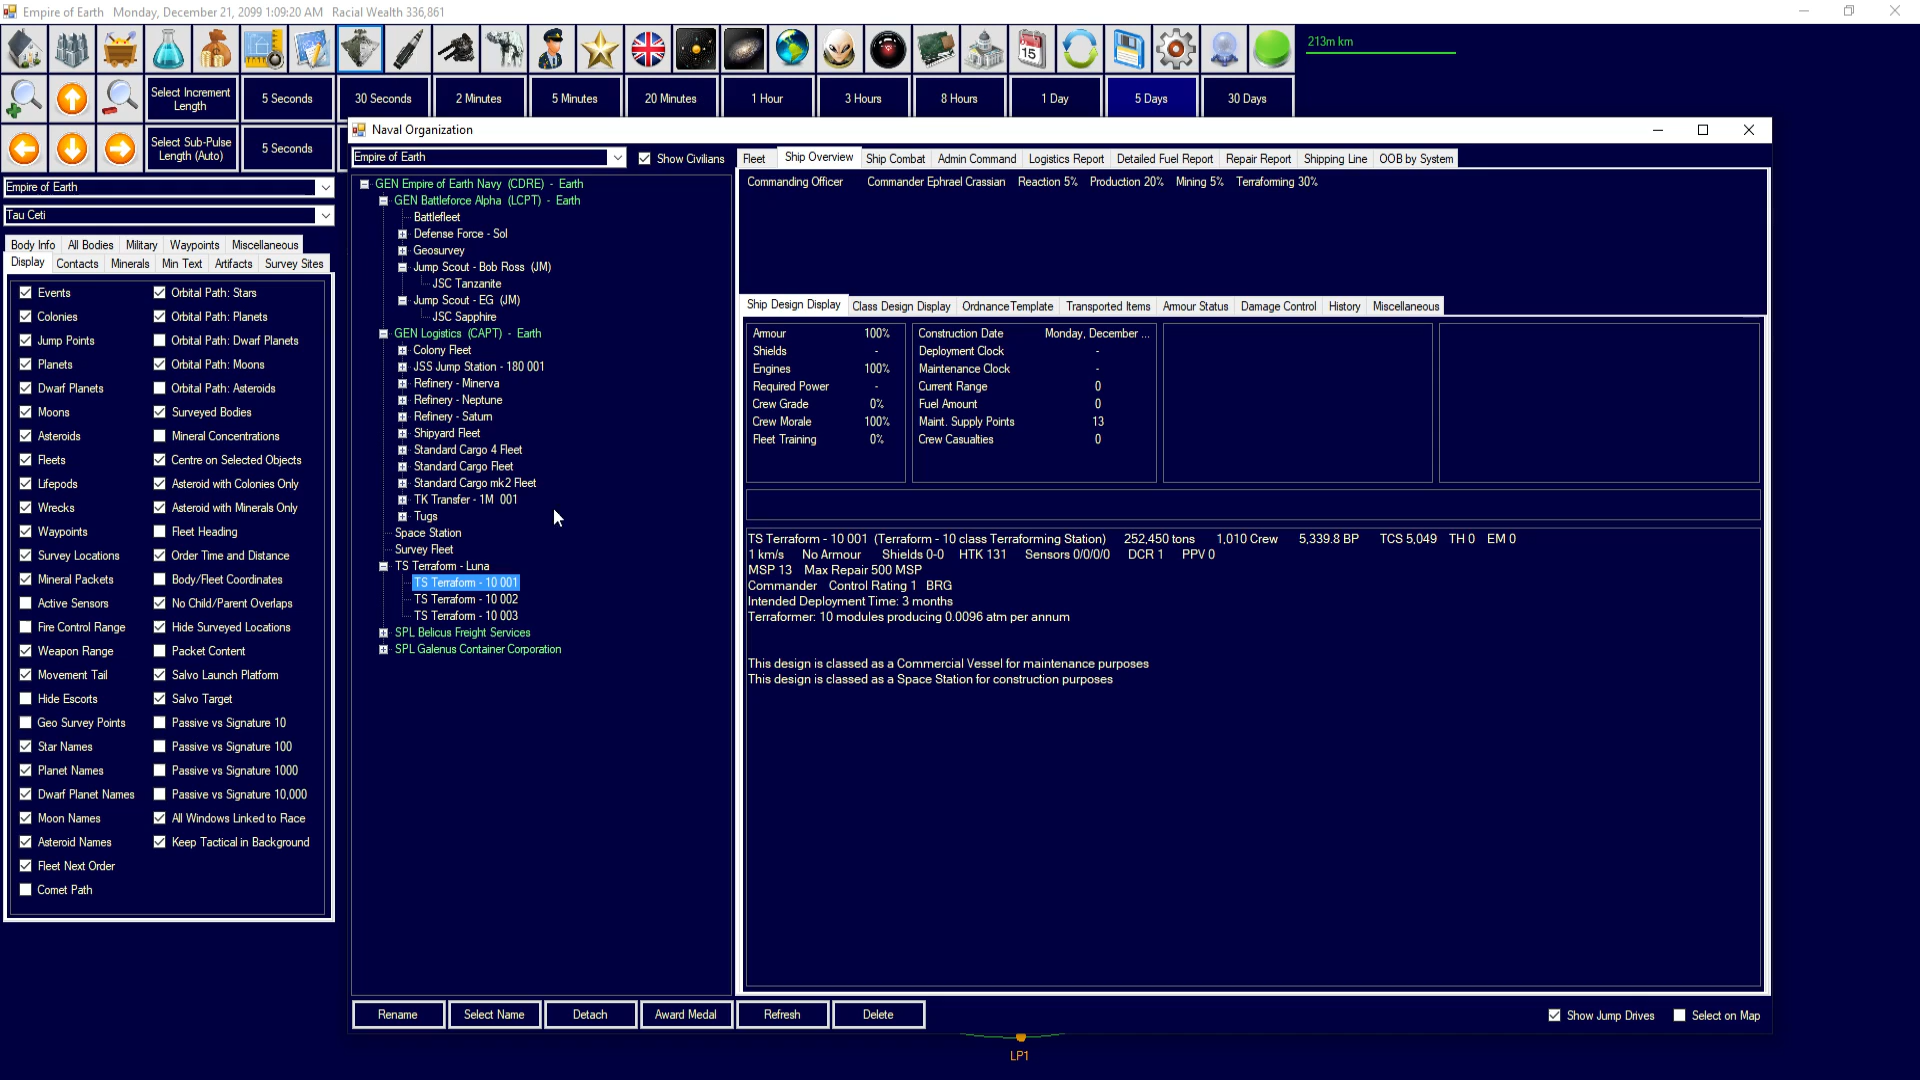 Empire of Earth   Monday, December 21, 2099 1:09:20 AM   Racial Wealth 336,861
213m km
15
Select Increment Length
5 Seconds
30 Seconds
2 Minutes
5 Minutes
20 Minutes
1 Hour
3 Hours
8 Hours
1 Day
5 Days
30 Days
Select Sub-Pulse Length (Auto)
5 Seconds
Empire of Earth
Tau Ceti
Body Info   All Bodies   Military   Waypoints   Miscellaneous
Display   Contacts   Minerals   Min Text   Artifacts   Survey Sites
Events   Orbital Path: Stars
Colonies   Orbital Path: Planets
Jump Points   Orbital Path: Dwarf Planets
Planets   Orbital Path: Moons
Dwarf Planets   Orbital Path: Asteroids
Moons   Surveyed Bodies
Asteroids   Mineral Concentrations
Fleets   Centre on Selected Objects
Lifepods   Asteroid with Colonies Only
Wrecks   Asteroid with Minerals Only
Waypoints   Fleet Heading
Survey Locations   Order Time and Distance
Mineral Packets   Body/Fleet Coordinates
Active Sensors   No Child/Parent Overlaps
Fire Control Range   Hide Surveyed Locations
Weapon Range   Packet Content
Movement Tail   Salvo Launch Platform
Hide Escorts   Salvo Target
Geo Survey Points   Passive vs Signature 10
Star Names   Passive vs Signature 100
Planet Names   Passive vs Signature 1000
Dwarf Planet Names   Passive vs Signature 10,000
Moon Names   All Windows Linked to Race
Asteroid Names   Keep Tactical in Background
Fleet Next Order
Comet Path
Naval Organization
Empire of Earth   Show Civilians
GEN Empire of Earth Navy (CDRE) - Earth
GEN Battleforce Alpha (LCPT) - Earth
Battlefleet
Defense Force - Sol
Geosurvey
Jump Scout - Bob Ross (JM)
JSC Tanzanite
Jump Scout - EG (JM)
JSC Sapphire
GEN Logistics (CAPT) - Earth
Colony Fleet
JSS Jump Station - 180 001
Refinery - Minerva
Refinery - Neptune
Refinery - Saturn
Shipyard Fleet
Standard Cargo 4 Fleet
Standard Cargo Fleet
Standard Cargo mk2 Fleet
TK Transfer - 1M 001
Tugs
Space Station
Survey Fleet
TS Terraform - Luna
TS Terraform - 10 001
TS Terraform - 10 002
TS Terraform - 10 003
SPL Belicus Freight Services
SPL Galenus Container Corporation
Fleet   Ship Overview   Ship Combat   Admin Command   Logistics Report   Detailed Fuel Report   Repair Report   Shipping Line   OOB by System
Commanding Officer   Commander Ephrael Crassian   Reaction 5%   Production 20%   Mining 5%   Terraforming 30%
Ship Design Display   Class Design Display   Ordnance Template   Transported Items   Armour Status   Damage Control   History   Miscellaneous
Armour   100%   Construction Date   Monday, December ...
Shields   -   Deployment Clock   -
Engines   100%   Maintenance Clock   -
Required Power   -   Current Range   0
Crew Grade   0%   Fuel Amount   0
Crew Morale   100%   Maint. Supply Points   13
Fleet Training   0%   Crew Casualties   0
TS Terraform - 10 001 (Terraform - 10 class Terraforming Station)   252,450 tons   1,010 Crew   5,339.8 BP   TCS 5,049   TH 0   EM 0
1 km/s   No Armour   Shields 0-0   HTK 131   Sensors 0/0/0/0   DCR 1   PPV 0
MSP 13   Max Repair 500 MSP
Commander   Control Rating 1   BRG
Intended Deployment Time: 3 months
Terraformer: 10 modules producing 0.0096 atm per annum
This design is classed as a Commercial Vessel for maintenance purposes
This design is classed as a Space Station for construction purposes
Rename   Select Name   Detach   Award Medal   Refresh   Delete   Show Jump Drives   Select on Map
LP1